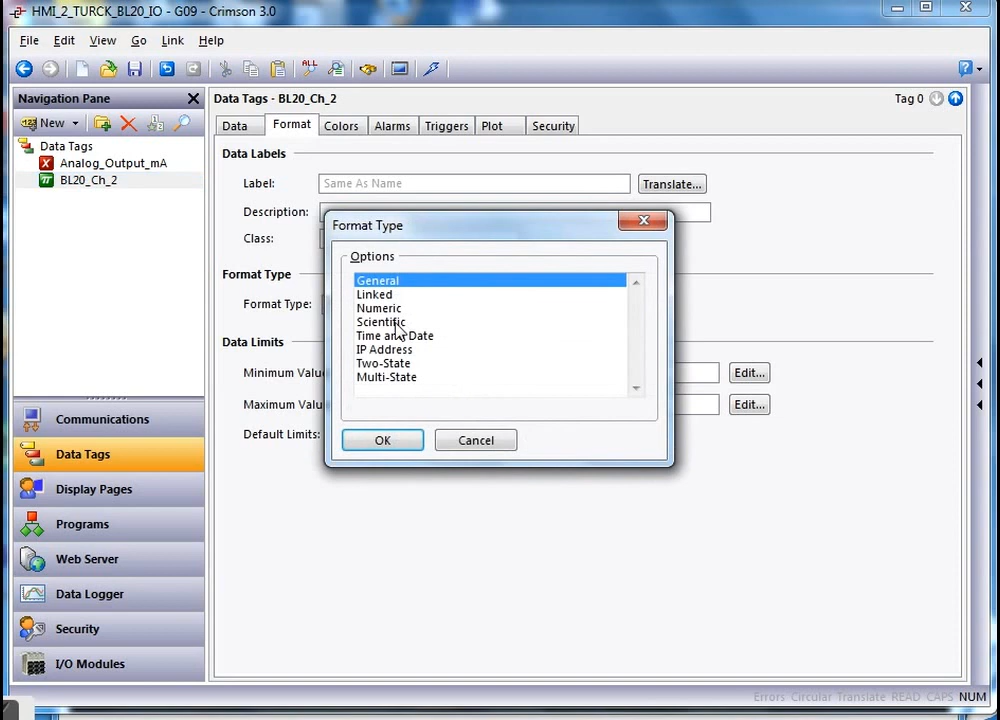 HMI_2_TURCK_BL20_IO - G09 - Crimson 3.0
File Edit View Go Link Help
ALL
Navigation Pane
Data Tags - BL20_Ch_2
Tag 0
New
Data Format Colors Alarms Triggers Plot Security
Data Tags
Analog_Output_mA
BL20_Ch_2
Data Labels
Label: Same As Name Translate...
Description:
Class:
Format Type
Format Type:
Data Limits
Edit...
Edit...
Default Limits:
Format Type
Options
General
Linked
Numeric
Scientific
Time and Date
IP Address
Two-State
Multi-State
OK Cancel
Communications
Data Tags
Display Pages
Programs
Web Server
Data Logger
Security
I/O Modules
Errors Circular Translate READ CAPS NUM